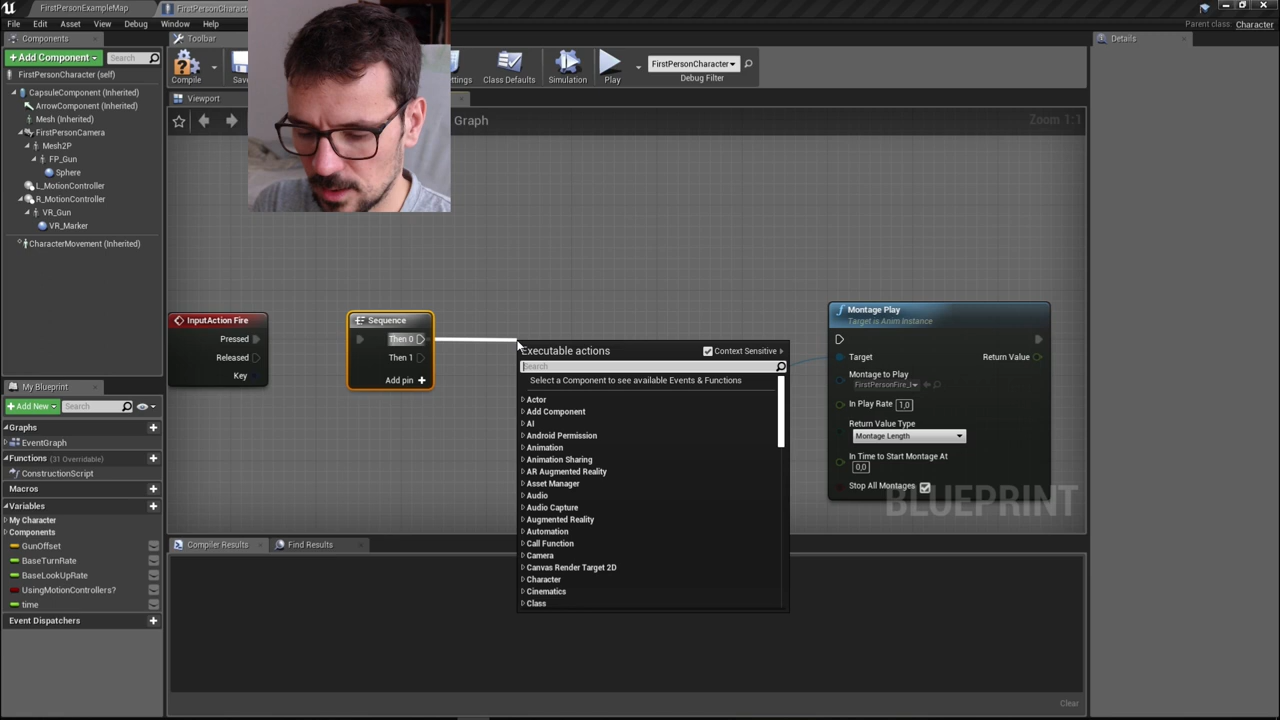 FirstPersonExampleMap
FirstPersonCharact
File Edit Asset View Debug Window Help
Parent class: Character
Components
Toolbar
Details
Add Component
Search
Compile
Save
ettings
Class Defaults
Simulation
Play
FirstPersonCharacter
Debug Filter
FirstPersonCharacter (self)
Viewport
CapsuleComponent (Inherited)
ArrowComponent (Inherited)
Mesh (Inherited)
FirstPersonCamera
Mesh2P
FP_Gun
Sphere
L_MotionController
R_MotionController
VR_Gun
VR_Marker
CharacterMovement (Inherited)
Graph
Zoom 1:1
InputAction Fire
Pressed
Released
Key
Sequence
Then 0
Then 1
Add pin
Executable actions
Context Sensitive
Search
Select a Component to see available Events & Functions
Actor
Add Component
AI
Android Permission
Animation
Animation Sharing
AR Augmented Reality
Asset Manager
Audio
Audio Capture
Augmented Reality
Automation
Call Function
Camera
Canvas Render Target 2D
Character
Cinematics
Class
Montage Play
Target is Anim Instance
Target
Return Value
Montage to Play
FirstPersonFire_
In Play Rate 1,0
Return Value Type
Montage Length
In Time to Start Montage At
0,0
Stop All Montages
BLUEPRINT
My Blueprint
Add New
Search
Graphs
EventGraph
Functions (31 Overridable)
ConstructionScript
Macros
Variables
My Character
Components
GunOffset
BaseTurnRate
BaseLookUpRate
UsingMotionControllers?
time
Event Dispatchers
Compiler Results
Find Results
Clear